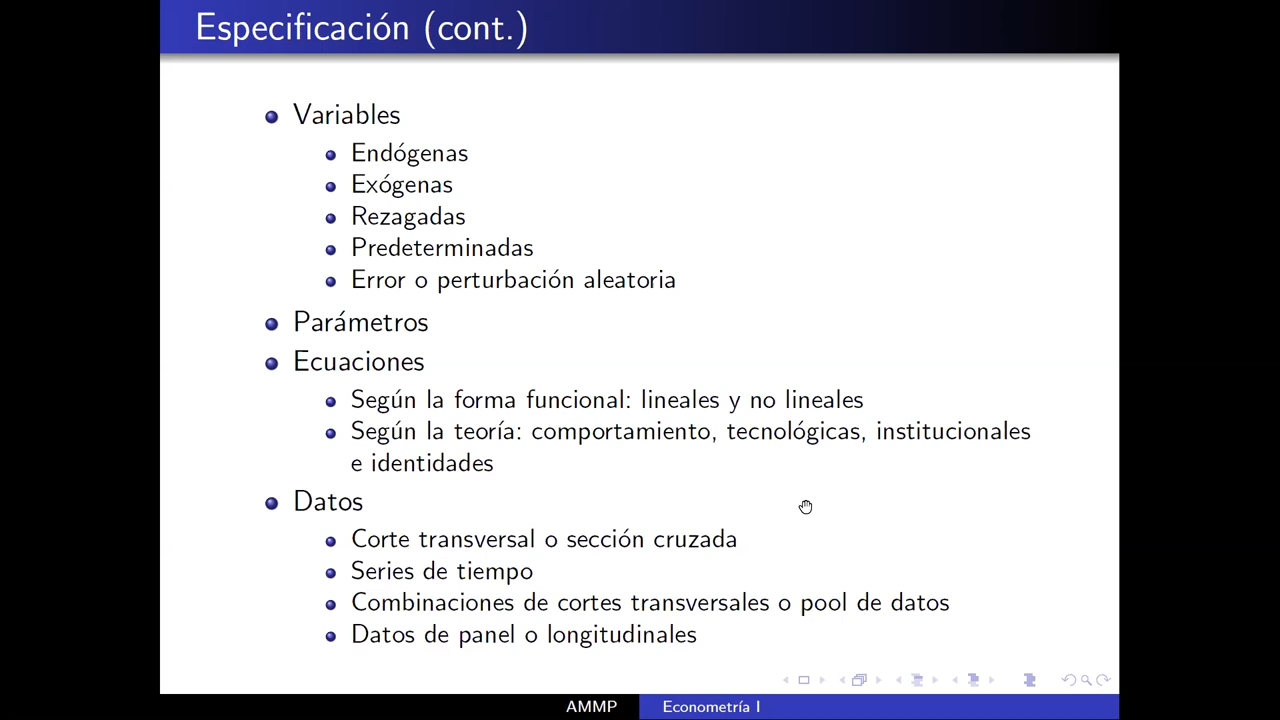 Especificación (cont.)
Variables
Endógenas
Exógenas
Rezagadas
Predeterminadas
Error o perturbación aleatoria
Parámetros
Ecuaciones
Según la forma funcional: lineales y no lineales
Según la teoría: comportamiento, tecnológicas, institucionales
e identidades
Datos
Corte transversal o sección cruzada
Series de tiempo
Combinaciones de cortes transversales o pool de datos
Datos de panel o longitudinales
AMMP
Econometría I